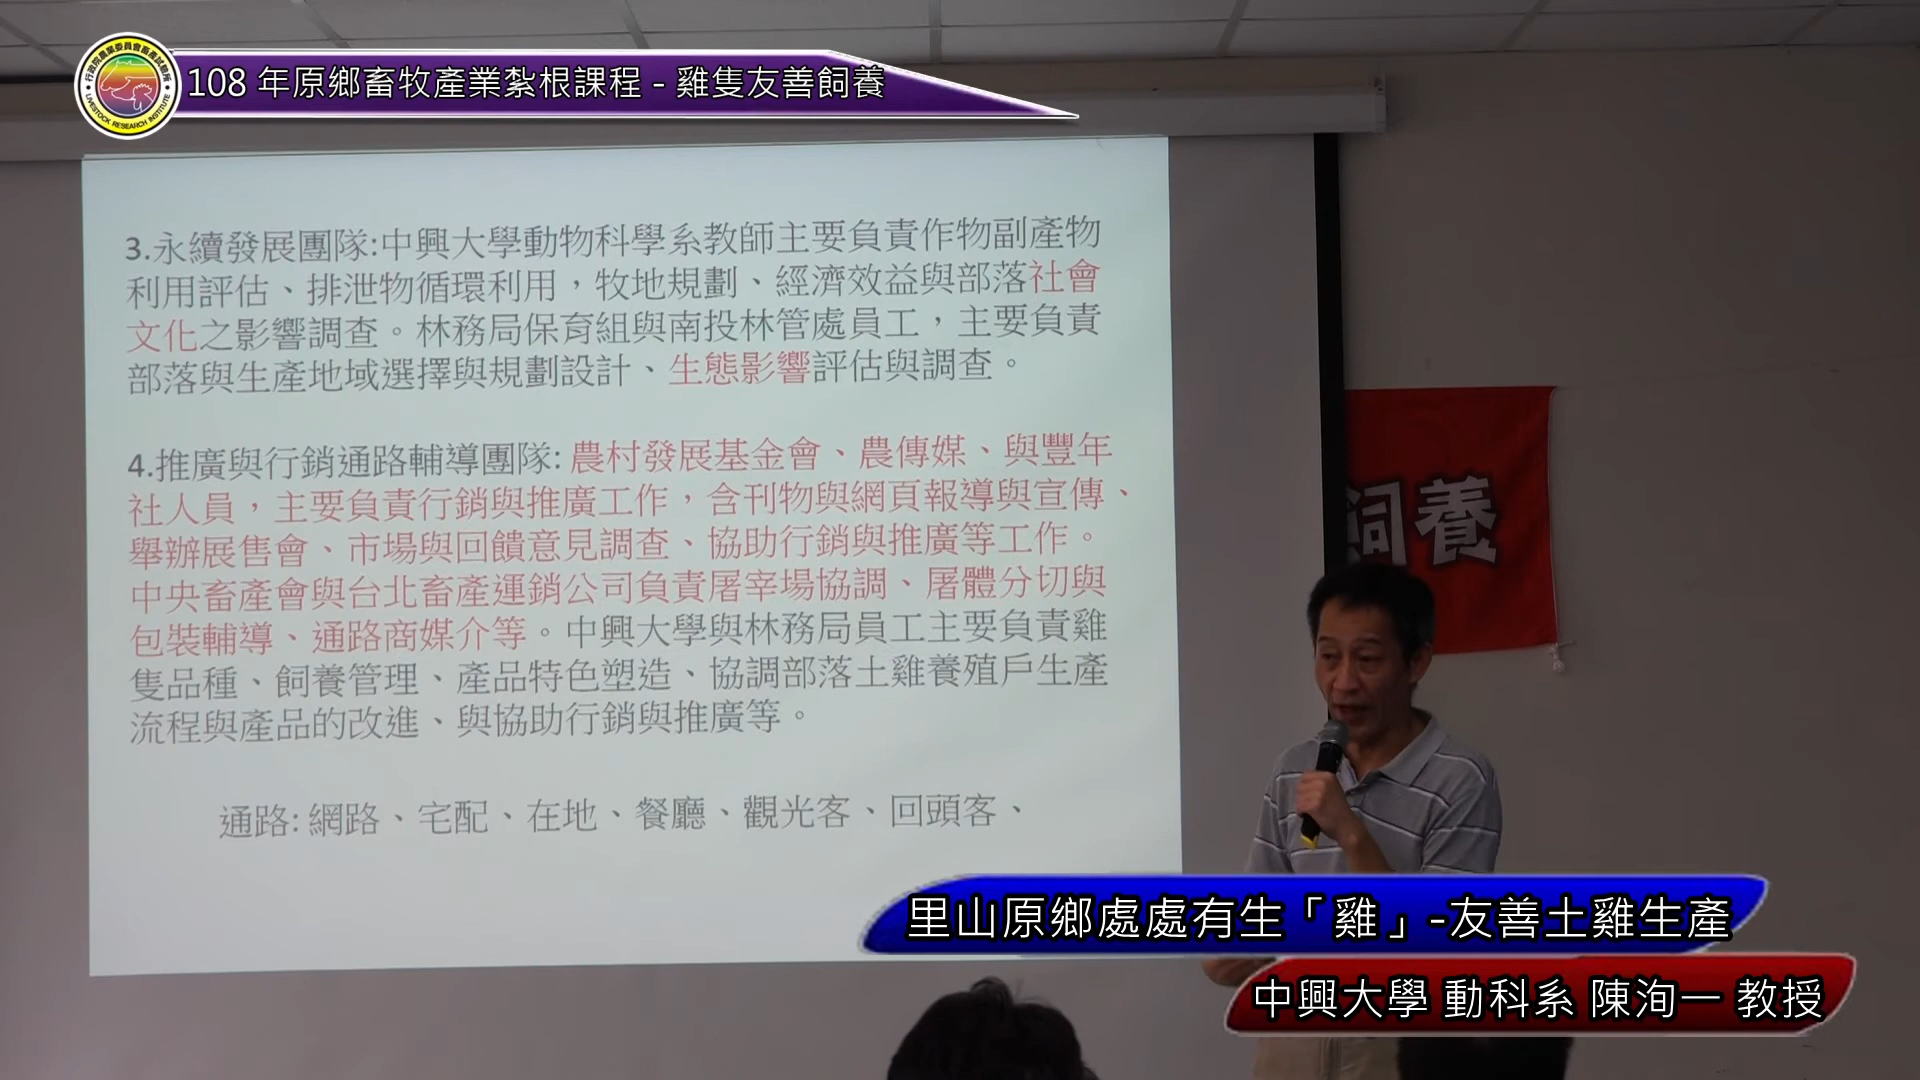 行政院農業委員會畜產試驗所
LIVESTOCK RESEARCH INSTITUTE
108 年原鄉畜牧產業紮根課程 - 雞隻友善飼養
3.永續發展團隊:中興大學動物科學系教師主要負責作物副產物
利用評估、排泄物循環利用，牧地規劃、經濟效益與部落社會
文化之影響調查。林務局保育組與南投林管處員工，主要負責
部落與生產地域選擇與規劃設計、生態影響評估與調查。
4.推廣與行銷通路輔導團隊: 農村發展基金會、農傳媒、與豐年
社人員，主要負責行銷與推廣工作，含刊物與網頁報導與宣傳、
舉辦展售會、市場與回饋意見調查、協助行銷與推廣等工作。
中央畜產會與台北畜產運銷公司負責屠宰場協調、屠體分切與
包裝輔導、通路商媒介等。中興大學與林務局員工主要負責雞
隻品種、飼養管理、產品特色塑造、協調部落土雞養殖戶生產
流程與產品的改進、與協助行銷與推廣等。
通路: 網路、宅配、在地、餐廳、觀光客、回頭客、
飼養
里山原鄉處處有生「雞」-友善土雞生產
中興大學 動科系 陳洵一 教授